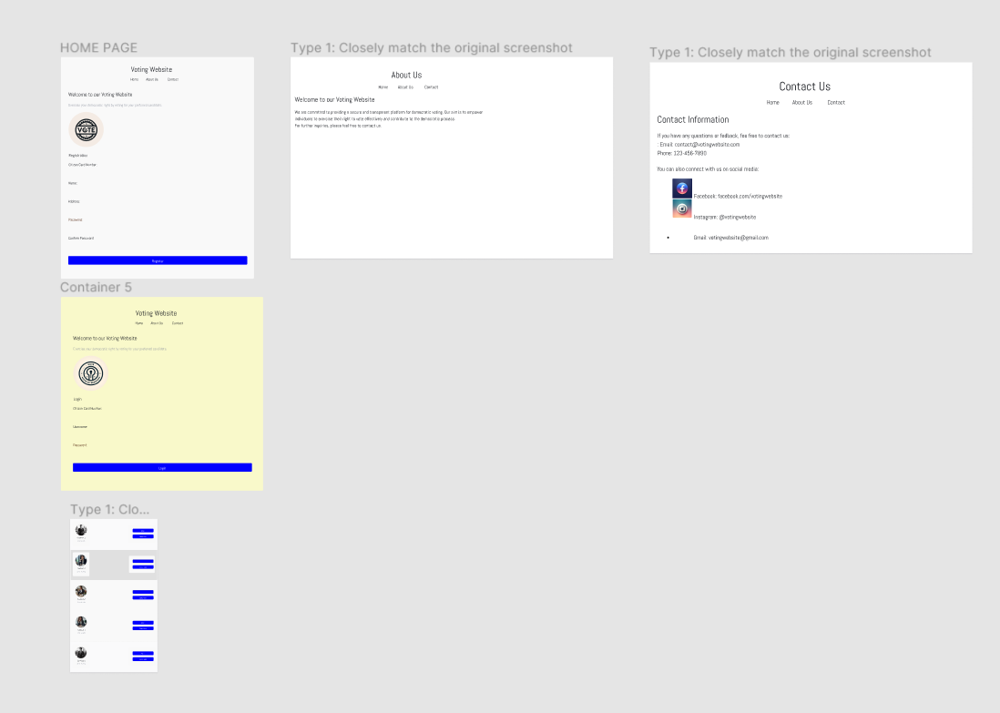 HOME PAGE
Voting Website
Home About Us Contact
Welcome to our Voting Website
VOTE
Register
Citizen Card Number
Name
Address
Password
Confirm Password
Register
Type 1: Closely match the original screenshot
About Us
Home About Us Contact
Welcome to our Voting Website
We are committed to providing a secure and transparent platform for democratic voting. Our aim is to empower
individuals to exercise their right to vote effectively and contribute to the democratic process.
For further inquiries, please feel free to contact us.
Type 1: Closely match the original screenshot
Contact Us
Home About Us Contact
Contact Information
If you have any questions or fedback, fea free to contact us:
: Email: contact@votingwebsite.com
Phone: 123-456-7890
You can also connect with us on social media:
Facebook: facebook.com/votingwebsite
Instagram: @votingwebsite
• Gmail: votingwebsite@gmail.com
Container 5
Voting Website
Home About Us Contact
Welcome to our Voting Website
Login
Citizen Card Number
Username
Password
Login
Type 1: Clo...